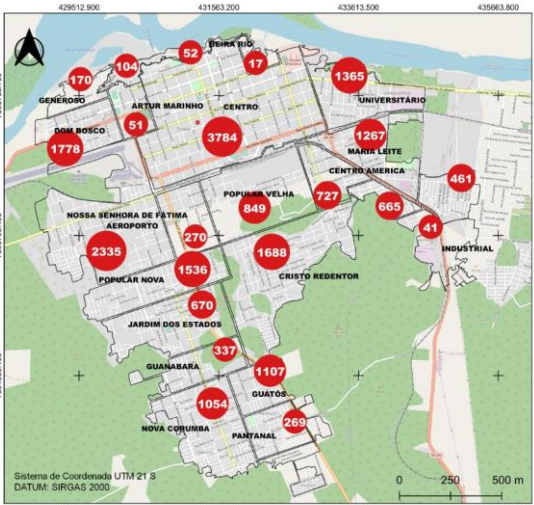 429512.900 431563.200 433613.500 435663.800
BEIRA RIO
52
17
104
170
1365
GENEROSO
ARTUR MARINHO CENTRO
UNIVERSITÁRIO
DOM BOSCO
51
1778
3784
1267
MARIA LEITE
CENTRO AMERICA
461
POPULAR VELHA
727
849
665
NOSSA SENHORA DE FÁTIMA
AEROPORTO
41
270
INDUSTRIAL
2335
1688
1536
POPULAR NOVA
CRISTO REDENTOR
670
JARDIM DOS ESTADOS
337
GUANABARA
1107
GUATÓS
1054
269
NOVA CORUMBA
PANTANAL
Sistema de Coordenada UTM 21 S
DATUM: SIRGAS 2000
0 250 500 m